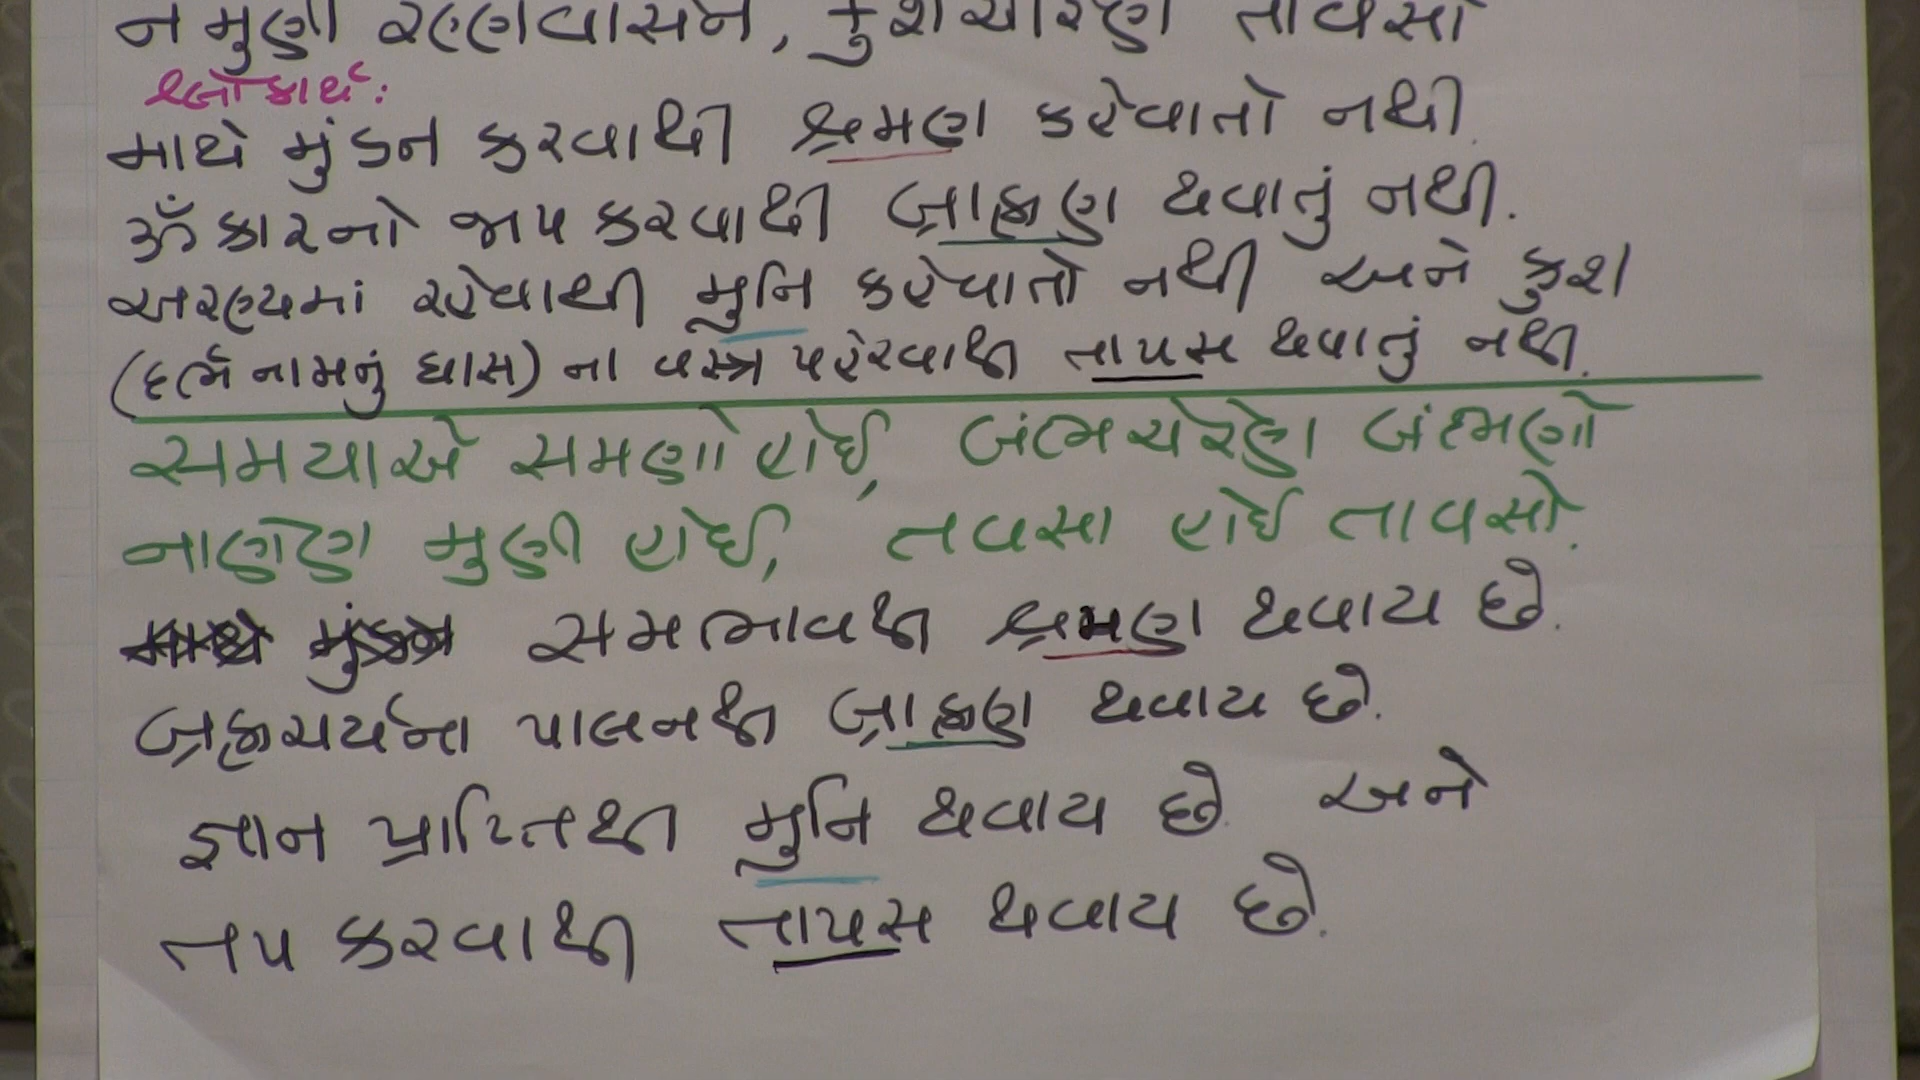 ન મુણી રણ્ણવાસેન, કુશચીરેણ તાવસો
શ્લોકાર્થ:
માથે મુંડન કરવાથી શ્રમણ કહેવાતો નથી.
ૐ કારનો જાપ કરવાથી બ્રાહ્મણ થવાતું નથી.
અરણ્યમાં રહેવાથી મુનિ કહેવાતો નથી અને કુશ
(દર્ભ નામનું ઘાસ) ના વસ્ત્ર પહેરવાથી તાપસ થવાતું નથી.
સમયાએ સમણો હોઈ, બંભચેરેણ બંભણો
નાણેણ મુણી હોઈ, તવસા હોઈ તાવસો.
સમભાવથી શ્રમણ થવાય છે.
બ્રહ્મચર્યના પાલનથી બ્રાહ્મણ થવાય છે.
જ્ઞાન પ્રાપ્તિથી મુનિ થવાય છે. અને
તપ કરવાથી તાપસ થવાય છે.